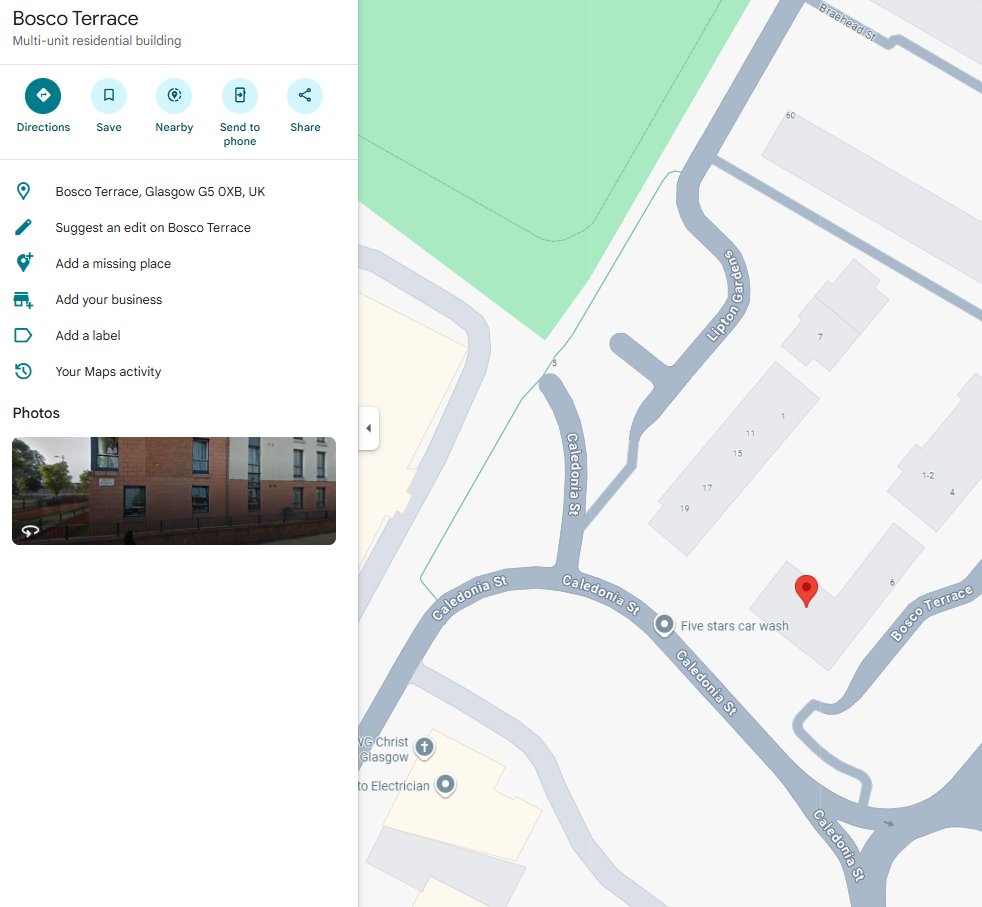 Bosco Terrace
Multi-unit residential building
Directions
Save
Nearby
Send to
phone
Share
Bosco Terrace, Glasgow G5 0XB, UK
Suggest an edit on Bosco Terrace
Add a missing place
Add your business
Add a label
Your Maps activity
Photos
Braehead St
60
Lipton Gardens
7
5
1
11
15
17
19
1-2
4
6
Caledonia St
Caledonia St
Caledonia St
Bosco Terrace
Five stars car wash
Caledonia St
WG Christ
Glasgow
to Electrician
Caledonia St